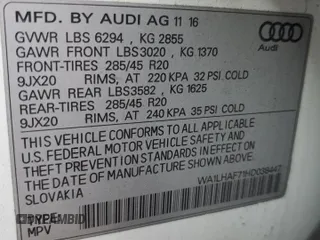 MFD. BY AUDI AG 11 16
GVWR LBS 6294 , KG 2855
GAWR FRONT LBS3020 , KG 1370
FRONT-TIRES 285/45 R20
9JX20 RIMS, AT 220 KPA 32 PSI COLD
GAWR REAR LBS3582 , KG 1625
REAR-TIRES 285/45 R20
9JX20 RIMS, AT 240 KPA 35 PSI COLD
Audi
THIS VEHICLE CONFORMS TO ALL APPLICABLE
U.S. FEDERAL MOTOR VEHICLE SAFETY AND
THEFT PREVENTION STANDARDS IN EFFECT ON
THE DATE OF MANUFACTURE SHOWN ABOVE.
SLOVAKIA
WA1LHAF71HD038447
TYPE:
MPV